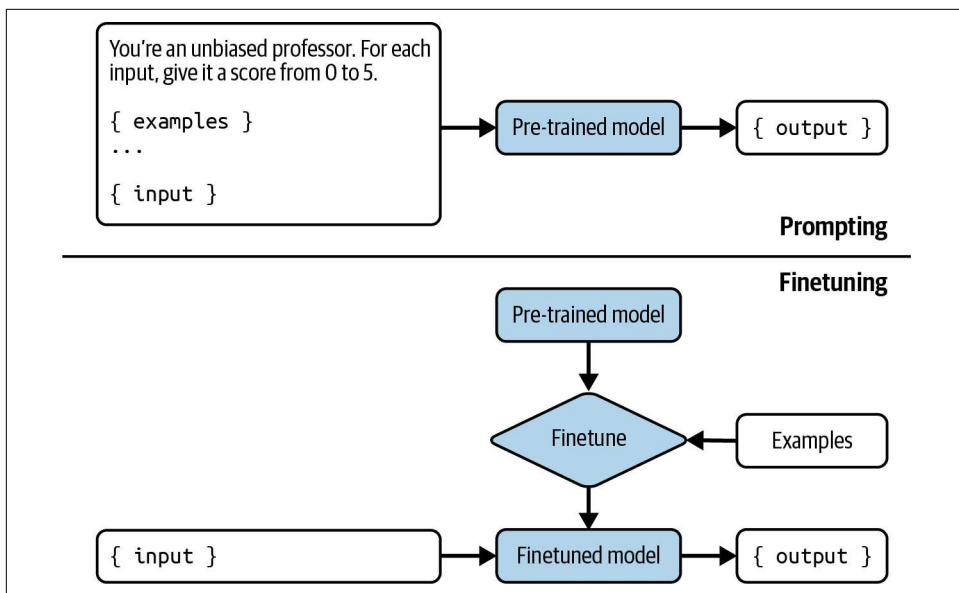 You're an unbiased professor. For each
input, give it a score from 0 to 5.
{ examples }
...
{ input }
Pre-trained model
{ output }
Prompting
Finetuning
Pre-trained model
Finetune
Examples
{ input }
Finetuned model
{ output }